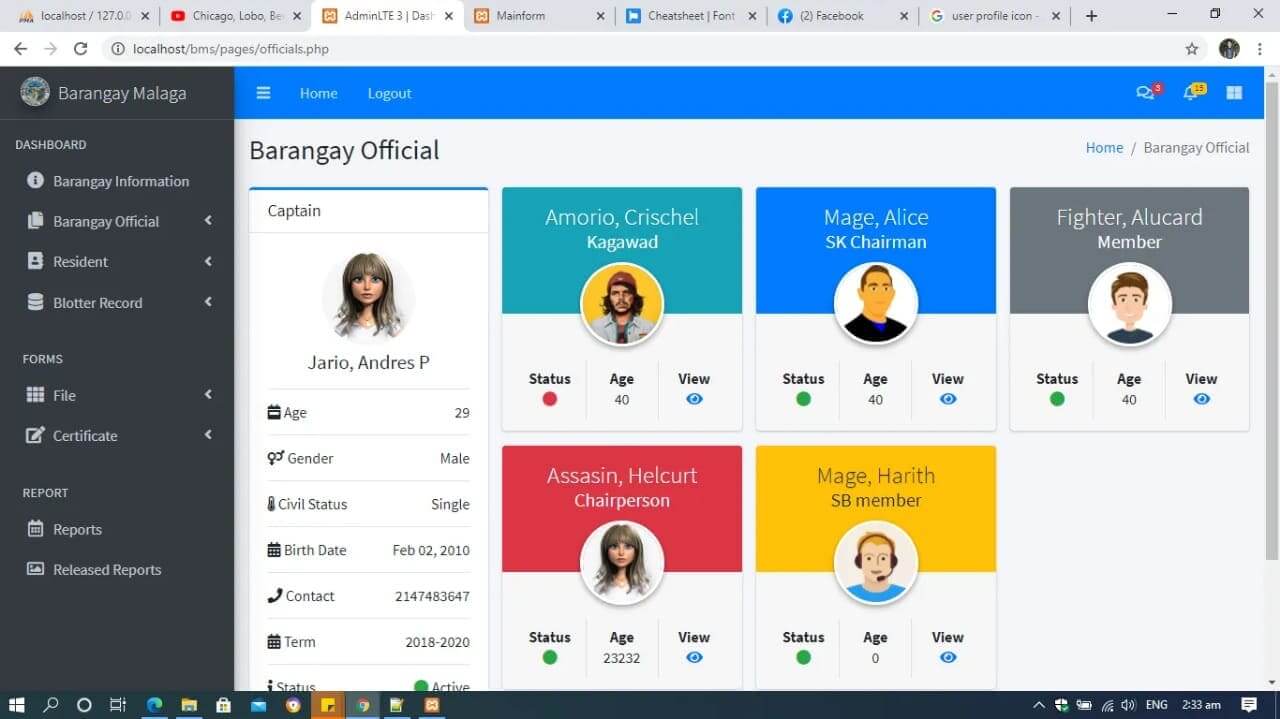 localhost / 127.0.0
Chicago, Lobo, Be
AdminLTE 3 | Dash
Mainform
Cheatsheet | Font
(2) Facebook
user profile icon -
localhost/bms/pages/officials.php
Barangay Malaga
Home
Logout
3
15
DASHBOARD
Barangay Information
Barangay Official
Resident
Blotter Record
FORMS
File
Certificate
REPORT
Reports
Released Reports
Barangay Official
Home / Barangay Official
Captain
Jario, Andres P
Age 29
Gender Male
Civil Status Single
Birth Date Feb 02, 2010
Contact 2147483647
Term 2018-2020
Status Active
Amorio, Crischel
Kagawad
Status Age View
40
Mage, Alice
SK Chairman
Status Age View
40
Fighter, Alucard
Member
Status Age View
40
Assasin, Helcurt
Chairperson
Status Age View
23232
Mage, Harith
SB member
Status Age View
0
ENG 2:33 am